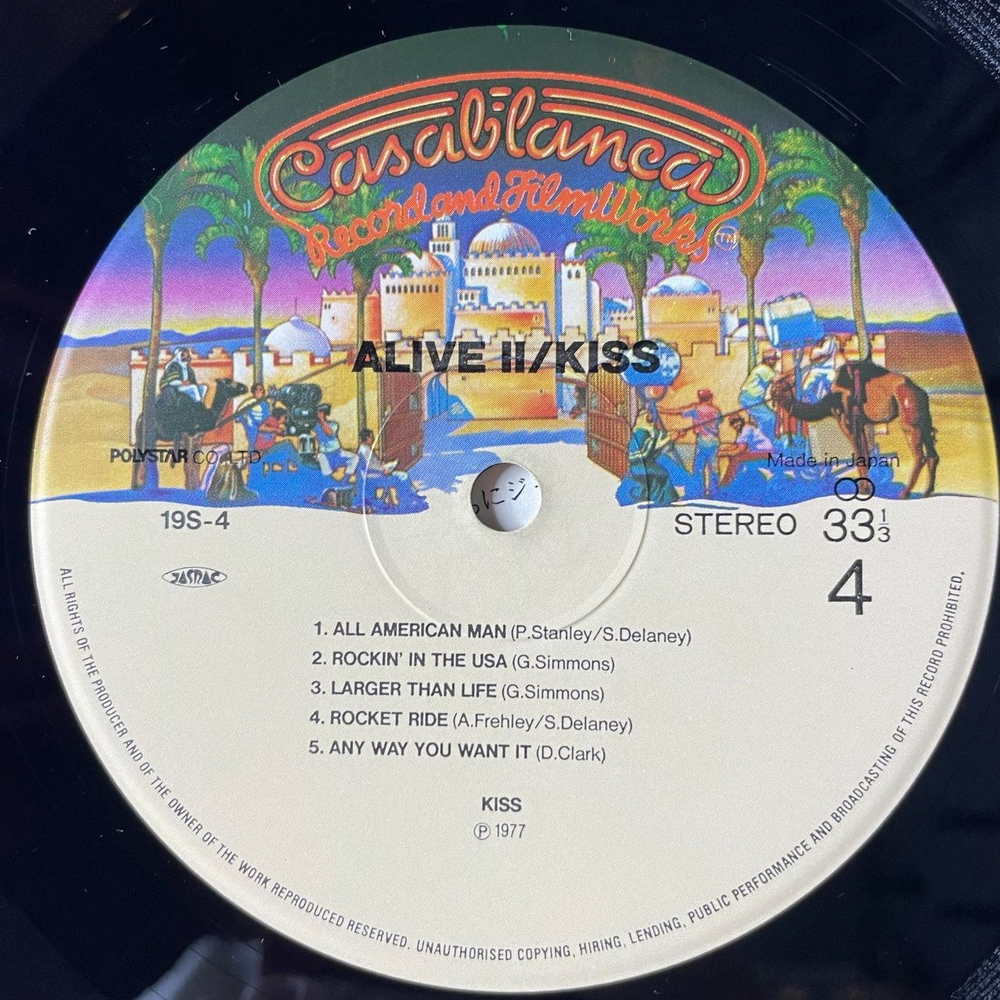 Casablanca
Record and FilmWorks TM
ALIVE II/KISS
POLYSTAR CO., LTD
Made in Japan
19S-4
STEREO 33 1/3
JASRAC
4
1. ALL AMERICAN MAN (P.Stanley/S.Delaney)
2. ROCKIN' IN THE USA (G.Simmons)
3. LARGER THAN LIFE (G.Simmons)
4. ROCKET RIDE (A.Frehley/S.Delaney)
5. ANY WAY YOU WANT IT (D.Clark)
KISS
Ⓟ 1977
ALL RIGHTS OF THE PRODUCER AND OF THE OWNER OF THE WORK REPRODUCED RESERVED. UNAUTHORISED COPYING, HIRING, LENDING, PUBLIC PERFORMANCE AND BROADCASTING OF THIS RECORD PROHIBITED.